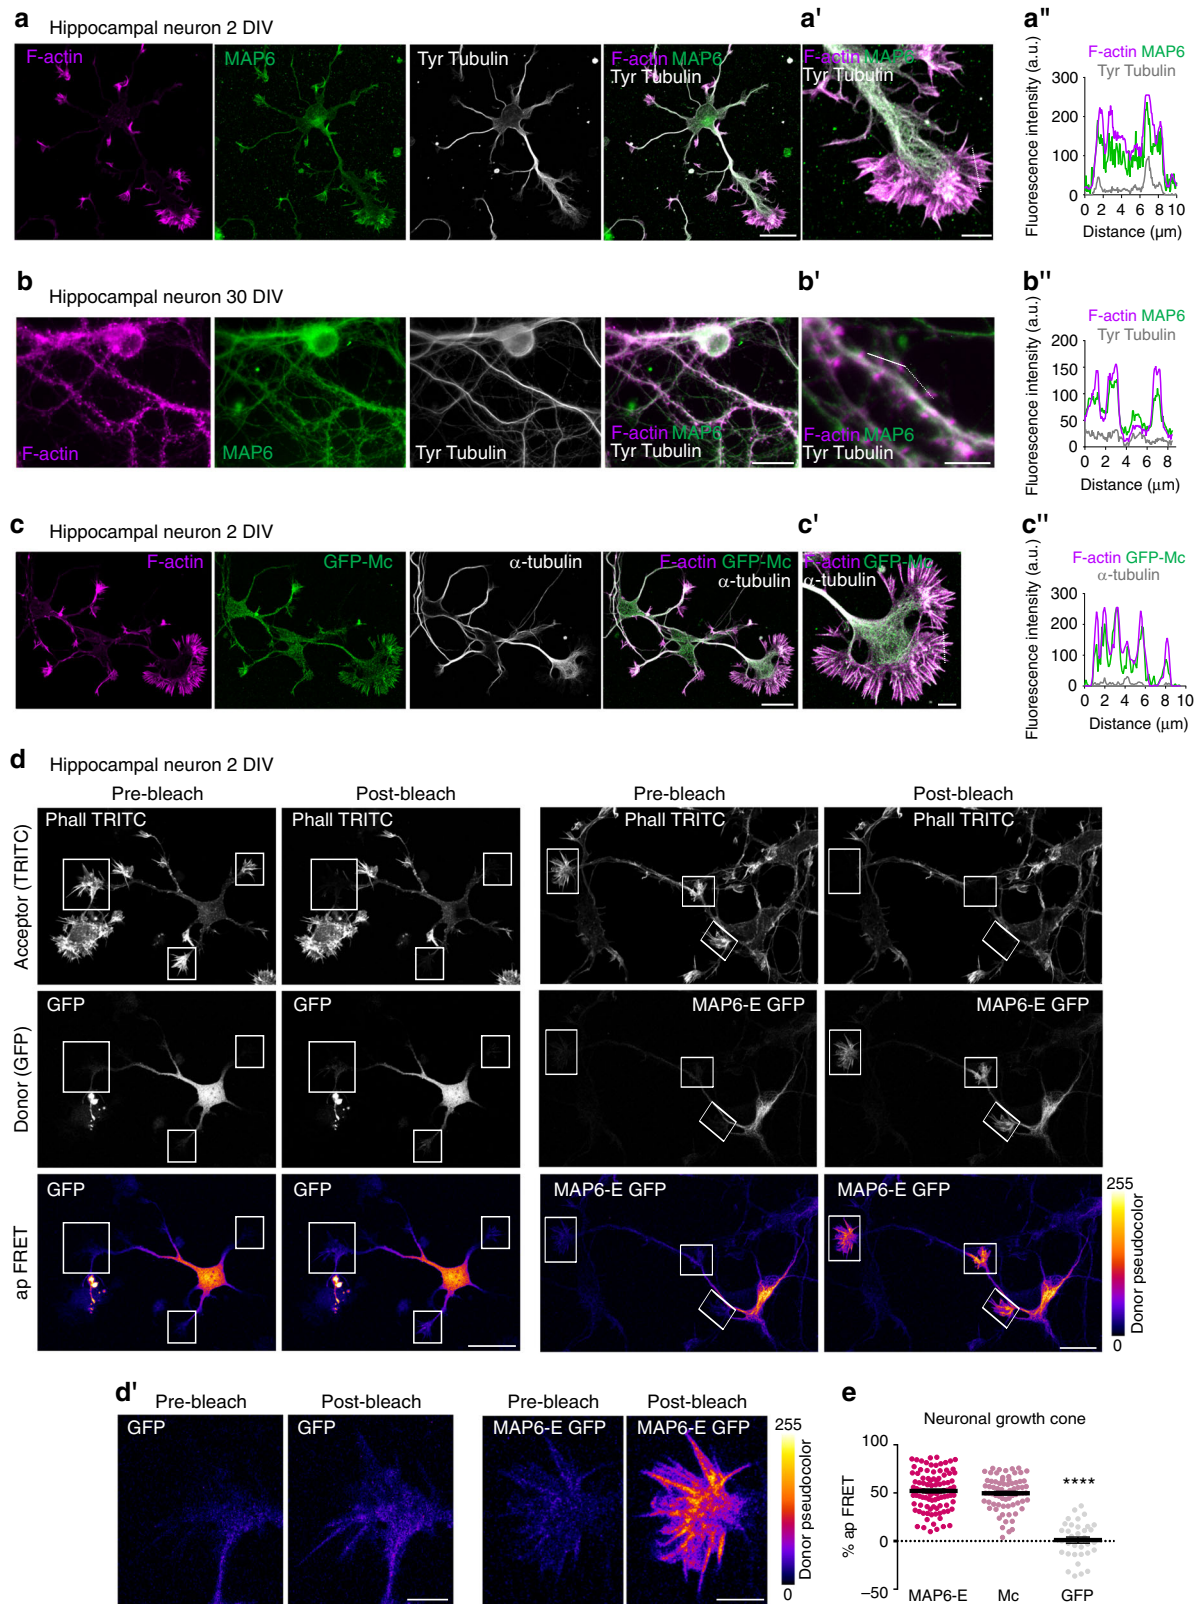 a Hippocampal neuron 2 DIV
F-actin
MAP6
Tyr Tubulin
F-actin MAP6
Tyr Tubulin
a'
F-actin MAP6
Tyr Tubulin
a"
F-actin MAP6
Tyr Tubulin
Fluorescence intensity (a.u.)
300
200
100
0
0 2 4 6 8 10
Distance (µm)
b Hippocampal neuron 30 DIV
F-actin
MAP6
Tyr Tubulin
F-actin MAP6
Tyr Tubulin
b'
F-actin MAP6
Tyr Tubulin
b"
F-actin MAP6
Tyr Tubulin
Fluorescence intensity (a.u.)
200
150
100
50
0
0 2 4 6 8
Distance (µm)
c Hippocampal neuron 2 DIV
F-actin
GFP-Mc
α-tubulin
F-actin GFP-Mc
α-tubulin
c'
F-actin GFP-Mc
α-tubulin
c"
F-actin GFP-Mc
α-tubulin
Fluorescence intensity (a.u.)
300
200
100
0
0 2 4 6 8 10
Distance (µm)
d Hippocampal neuron 2 DIV
Pre-bleach Post-bleach Pre-bleach Post-bleach
Acceptor (TRITC)
Phall TRITC Phall TRITC Phall TRITC Phall TRITC
Donor (GFP)
GFP GFP MAP6-E GFP MAP6-E GFP
ap FRET
GFP GFP MAP6-E GFP MAP6-E GFP
255
Donor pseudocolor
0
d'
Pre-bleach Post-bleach Pre-bleach Post-bleach
GFP GFP MAP6-E GFP MAP6-E GFP
255
Donor pseudocolor
0
e
Neuronal growth cone
% ap FRET
100
50
0
−50
****
MAP6-E Mc GFP